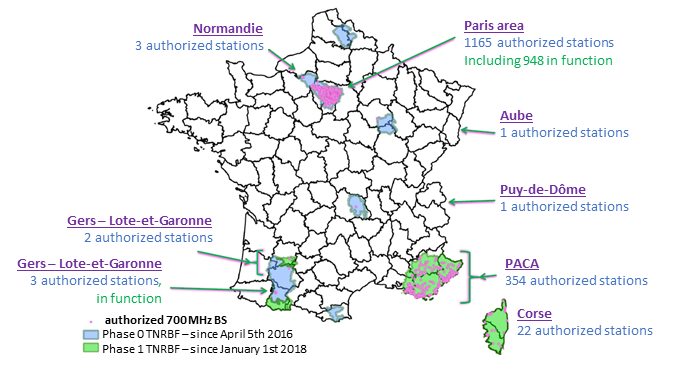 Normandie
3 authorized stations
Paris area
1165 authorized stations
Including 948 in function
Aube
1 authorized stations
Puy-de-Dôme
1 authorized stations
Gers – Lote-et-Garonne
2 authorized stations
Gers – Lote-et-Garonne
3 authorized stations,
in function
PACA
354 authorized stations
Corse
22 authorized stations
authorized 700MHz BS
Phase 0 TNRBF – since April 5th 2016
Phase 1 TNRBF – since January 1st 2018